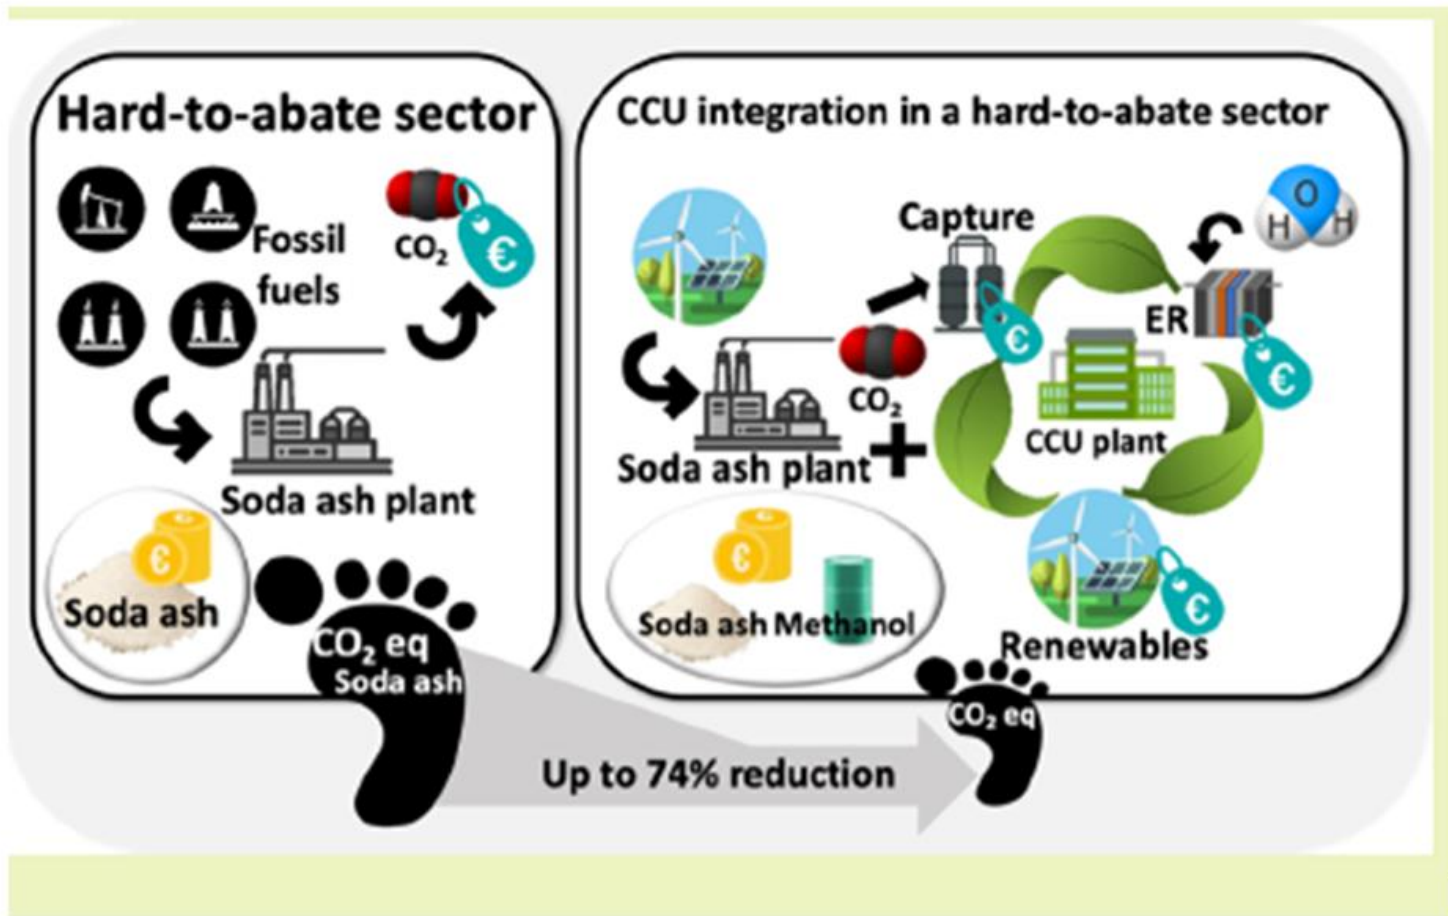 Hard-to-abate sector
Fossil
fuels
CO₂
€
Soda ash plant
€
Soda ash
CO₂ eq
Soda ash
CCU integration in a hard-to-abate sector
Capture
€
O
H H
ER
€
CO₂
Soda ash plant
+
CCU plant
€
Soda ash Methanol
€
Renewables
CO₂ eq
Up to 74% reduction